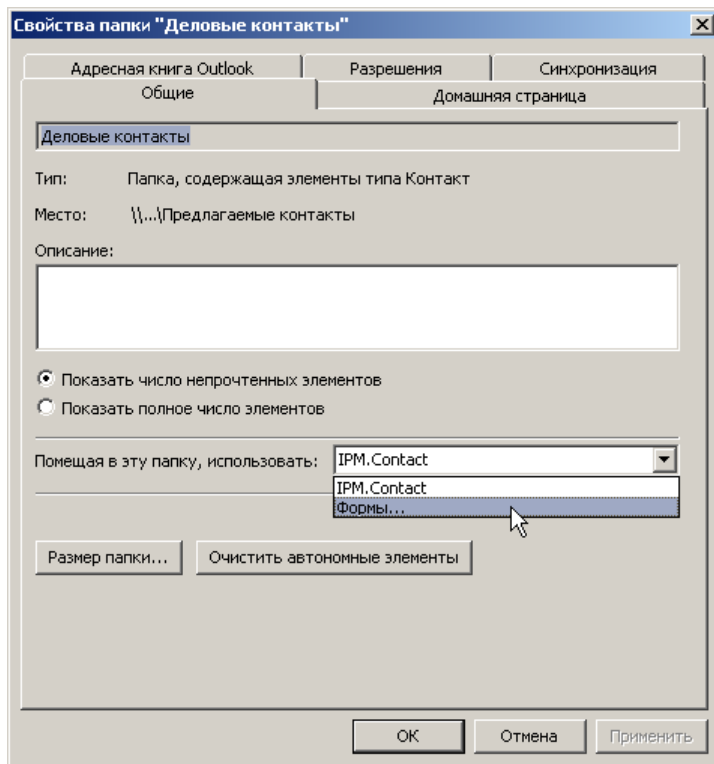 Свойства папки "Деловые контакты"
Адресная книга Outlook Разрешения Синхронизация
Общие Домашняя страница
Деловые контакты
Тип: Папка, содержащая элементы типа Контакт
Место: \\...\Предлагаемые контакты
Описание:
Показать число непрочтенных элементов
Показать полное число элементов
Помещая в эту папку, использовать: IPM.Contact
IPM.Contact
Формы...
Размер папки... Очистить автономные элементы
ОК Отмена Применить